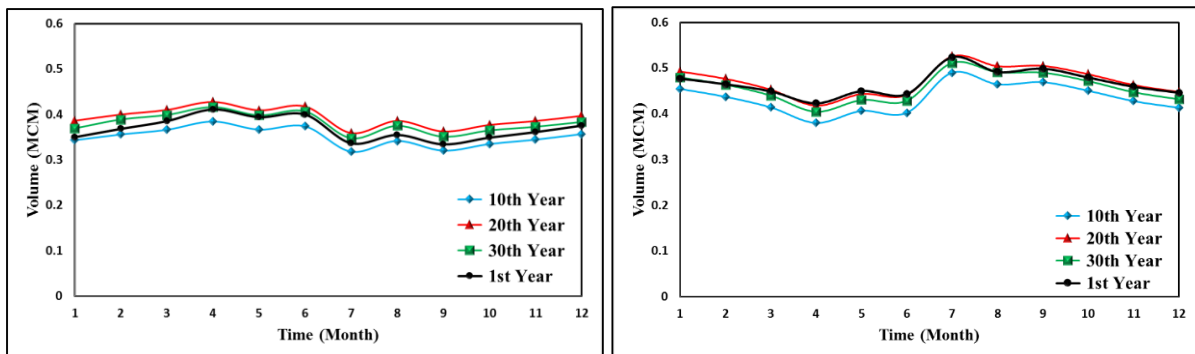 0.6
0.5
0.4
0.3
0.2
0.1
0
Volume (MCM)
1 2 3 4 5 6 7 8 9 10 11 12
Time (Month)
10th Year
20th Year
30th Year
1st Year
0.6
0.5
0.4
0.3
0.2
0.1
0
Volume (MCM)
1 2 3 4 5 6 7 8 9 10 11 12
Time (Month)
10th Year
20th Year
30th Year
1st Year